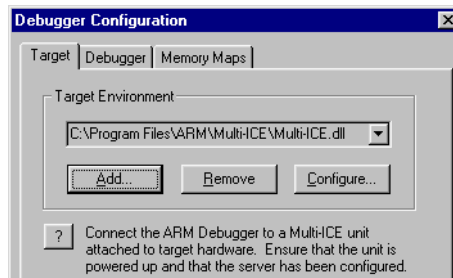 Debugger Configuration
Target Debugger Memory Maps
Target Environment
C:\Program Files\ARM\Multi-ICE\Multi-ICE.dll
Add... Remove Configure...
? Connect the ARM Debugger to a Multi-ICE unit
attached to target hardware. Ensure that the unit is
powered up and that the server has been configured.